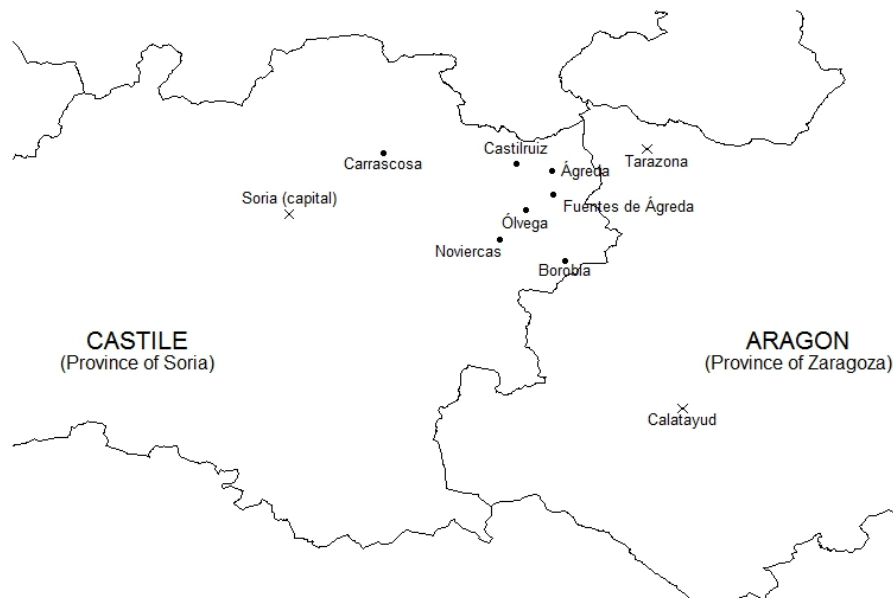 Castilruiz
Carrascosa
Tarazona
Ágreda
Soria (capital)
Fuentes de Ágreda
Ólvega
Noviercas
Borobia
CASTILE
(Province of Soria)
ARAGON
(Province of Zaragoza)
Calatayud